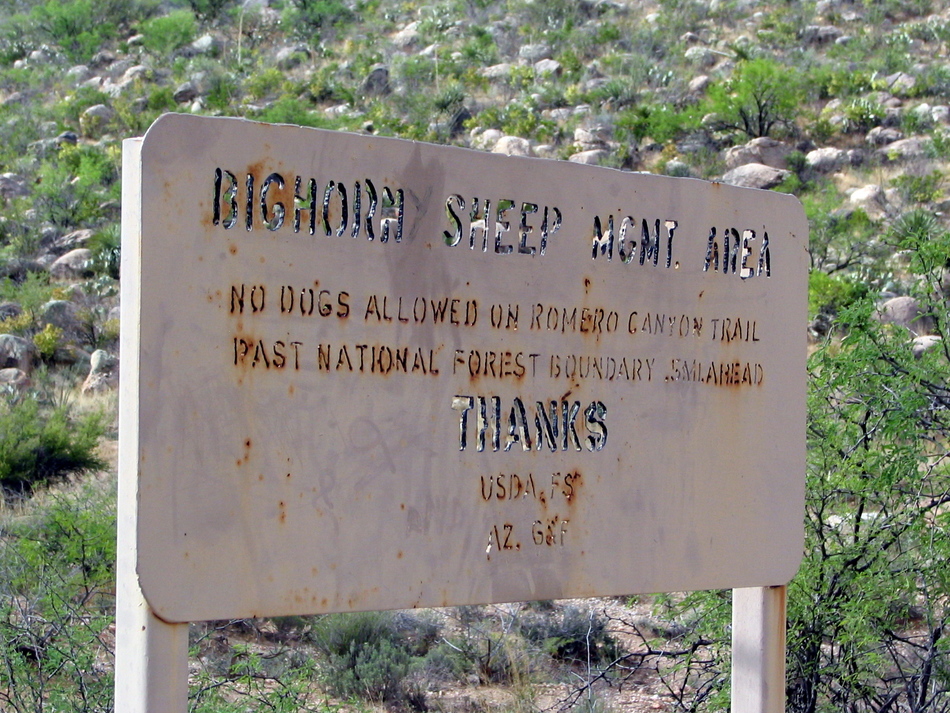 BIGHORN SHEEP MGMT. AREA
NO DOGS ALLOWED ON ROMERO CANYON TRAIL
PAST NATIONAL FOREST BOUNDARY .5MI.AHEAD
THANKS
USDA, FS
AZ. G&F